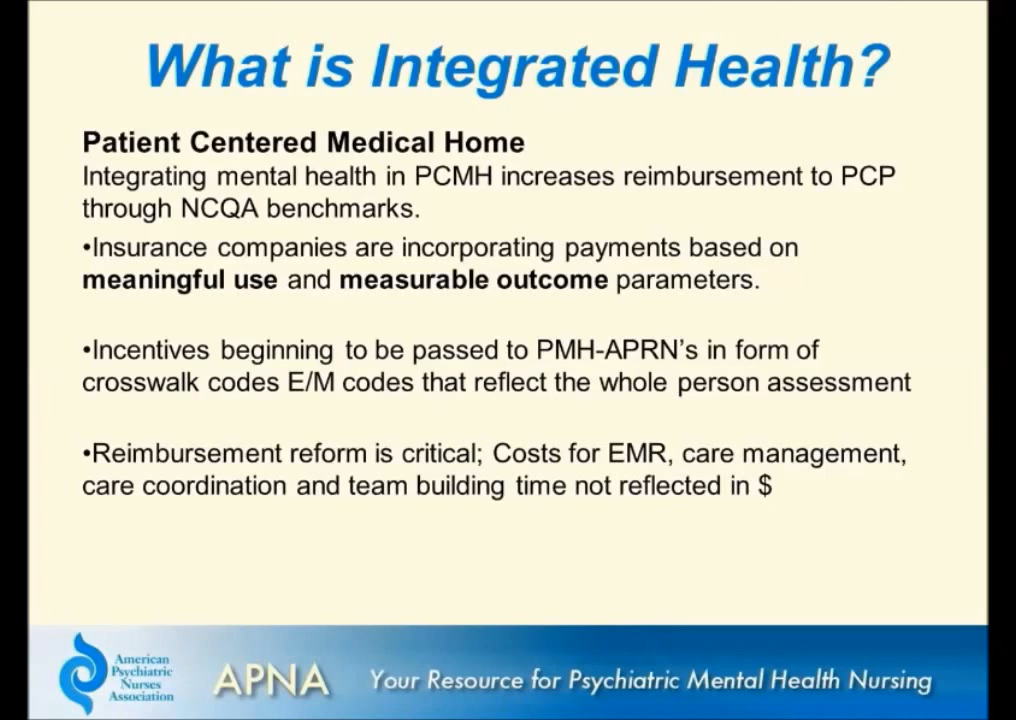 What is Integrated Health?
Patient Centered Medical Home
Integrating mental health in PCMH increases reimbursement to PCP
through NCQA benchmarks.
•Insurance companies are incorporating payments based on
meaningful use and measurable outcome parameters.
•Incentives beginning to be passed to PMH-APRN’s in form of
crosswalk codes E/M codes that reflect the whole person assessment
•Reimbursement reform is critical; Costs for EMR, care management,
care coordination and team building time not reflected in $
American
Psychiatric
Nurses
Association
APNA
Your Resource for Psychiatric Mental Health Nursing